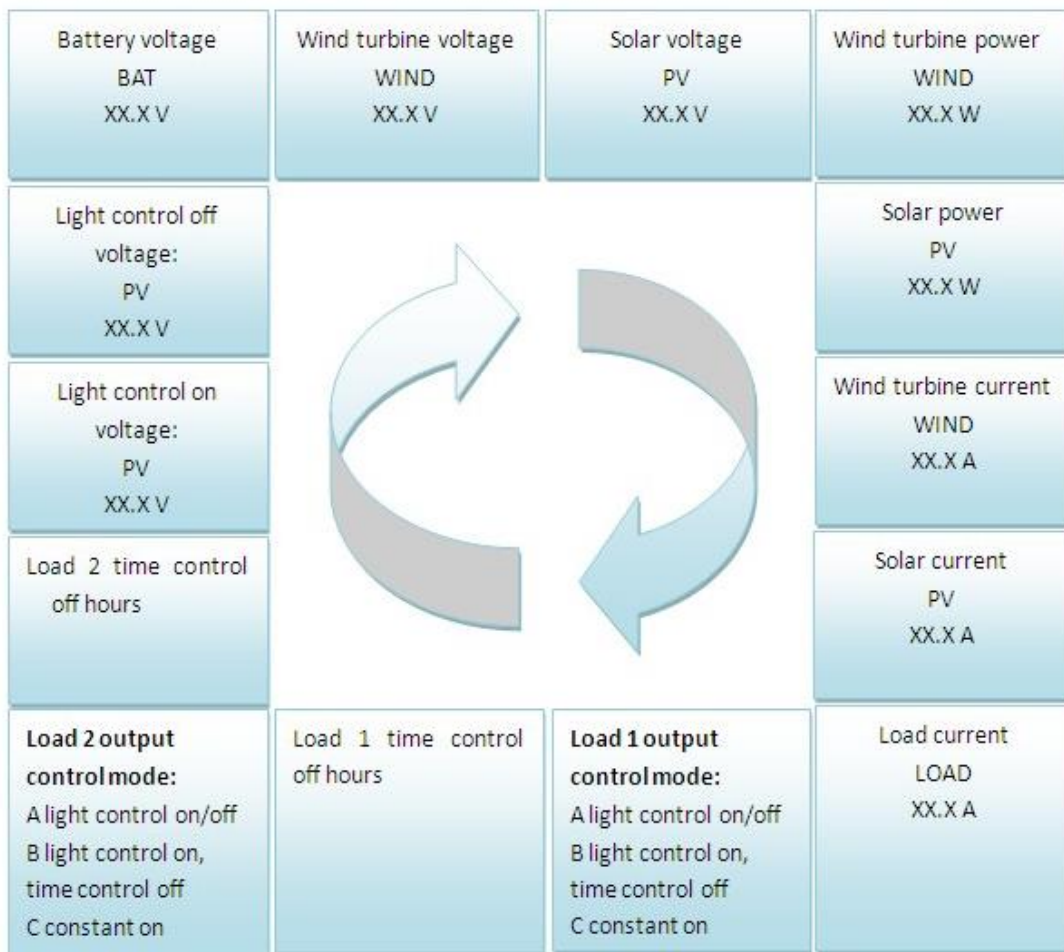 Battery voltage
BAT
XX.X V
Wind turbine voltage
WIND
XX.X V
Solar voltage
PV
XX.X V
Wind turbine power
WIND
XX.X W
Light control off
voltage:
PV
XX.X V
Solar power
PV
XX.X W
Light control on
voltage:
PV
XX.X V
Wind turbine current
WIND
XX.X A
Load 2 time control
off hours
Solar current
PV
XX.X A
Load 2 output
control mode:
A light control on/off
B light control on,
time control off
C constant on
Load 1 time control
off hours
Load 1 output
control mode:
A light control on/off
B light control on,
time control off
C constant on
Load current
LOAD
XX.X A